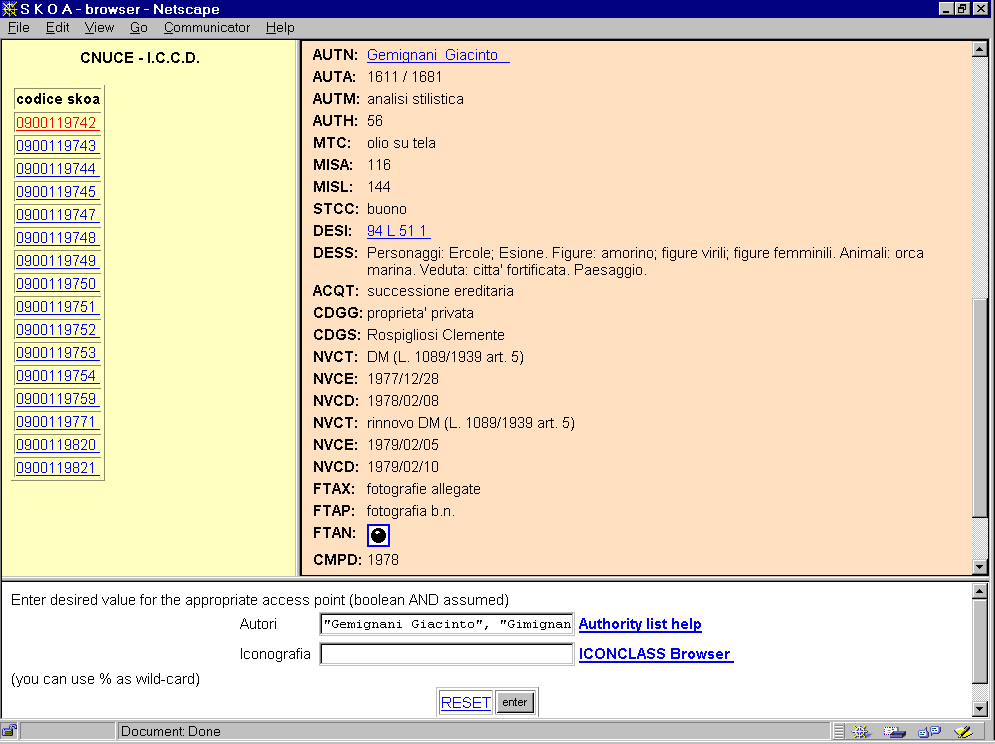 S K O A - browser - Netscape
File Edit View Go Communicator Help
CNUCE - I.C.C.D.
codice skoa
0900119742
0900119743
0900119744
0900119745
0900119747
0900119748
0900119749
0900119750
0900119751
0900119752
0900119753
0900119754
0900119759
0900119771
0900119820
0900119821
AUTN: Gemignani Giacinto
AUTA: 1611 / 1681
AUTM: analisi stilistica
AUTH: 56
MTC: olio su tela
MISA: 116
MISL: 144
STCC: buono
DESI: 94 L 51 1
DESS: Personaggi: Ercole; Esione. Figure: amorino; figure virili; figure femminili. Animali: orca
marina. Veduta: citta' fortificata. Paesaggio.
ACQT: successione ereditaria
CDGG: proprieta' privata
CDGS: Rospigliosi Clemente
NVCT: DM (L. 1089/1939 art. 5)
NVCE: 1977/12/28
NVCD: 1978/02/08
NVCT: rinnovo DM (L. 1089/1939 art. 5)
NVCE: 1979/02/05
NVCD: 1979/02/10
FTAX: fotografie allegate
FTAP: fotografia b.n.
FTAN:
CMPD: 1978
Enter desired value for the appropriate access point (boolean AND assumed)
Autori "Gemignani Giacinto", "Gimignan Authority list help
Iconografia ICONCLASS Browser
(you can use % as wild-card)
RESET enter
Document: Done